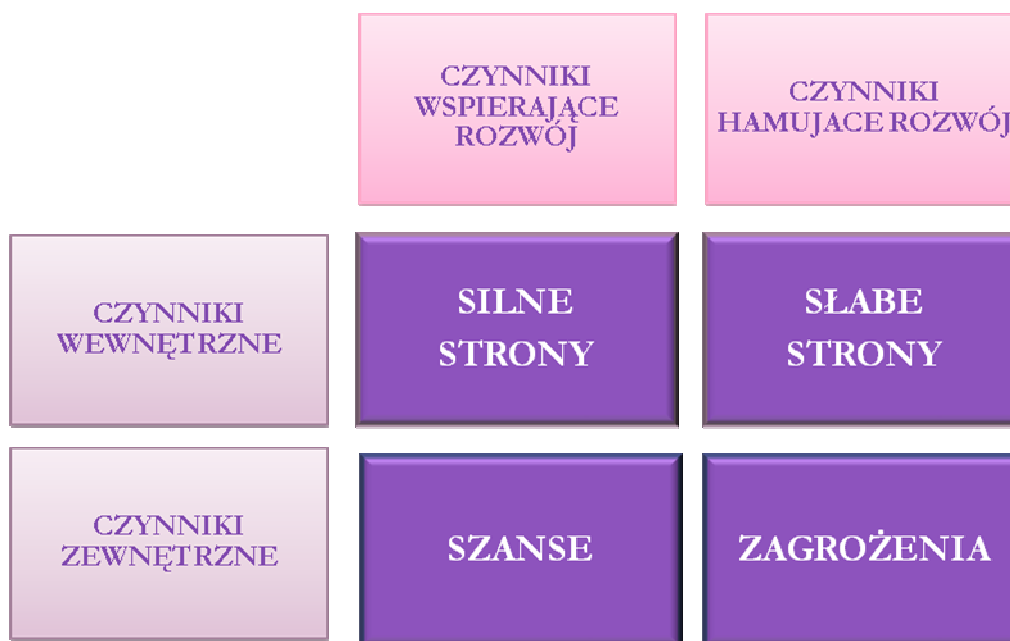 CZYNNIKI
WSPIERAJĄCE
ROZWÓJ
CZYNNIKI
HAMUJACE ROZWÓJ
CZYNNIKI
WEWNĘTRZNE
SILNE
STRONY
SŁABE
STRONY
CZYNNIKI
ZEWNĘTRZNE
SZANSE
ZAGROŻENIA